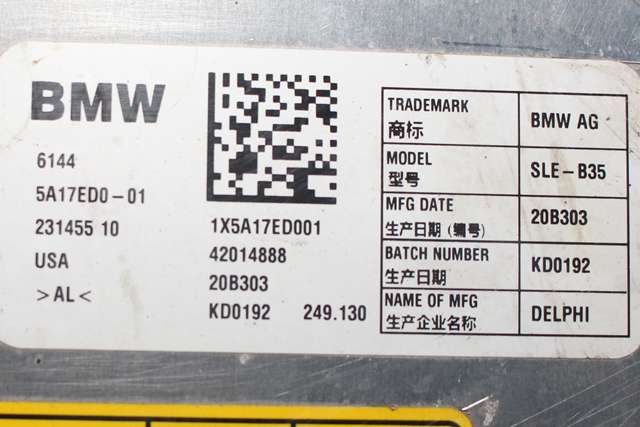 BMW
6144
5A17ED0-01
231455 10
USA
>AL<
1X5A17ED001
42014888
20B303
KD0192 249.130
TRADEMARK
商标
BMW AG
MODEL
型号
SLE-B35
MFG DATE
生产日期 (编号)
20B303
BATCH NUMBER
生产日期
KD0192
NAME OF MFG
生产企业名称
DELPHI